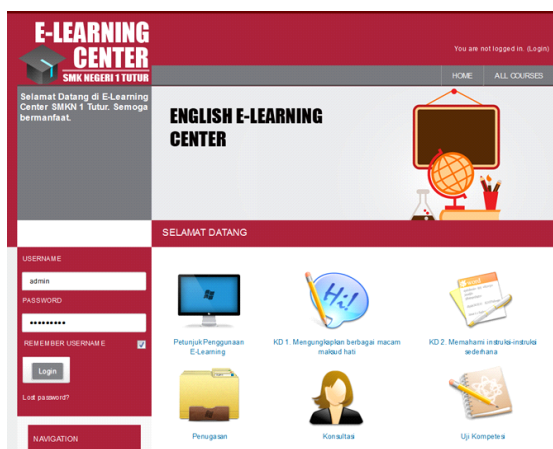 E-LEARNING
CENTER
SMK NEGERI 1 TUTUR
You are not logged in. (Login)
HOME
ALL COURSES
Selamat Datang di E-Learning
Center SMKN 1 Tutur. Semoga
bermanfaat.
ENGLISH E-LEARNING
CENTER
SELAMAT DATANG
USERNAME
admin
PASSWORD
REMEMBER USERNAME
Login
Lost password?
NAVIGATION
Hi!
Petunjuk Penggunaan
E-Learning
KD 1. Mengungkapkan berbagai macam
maksud hati
KD 2. Memahami instruksi-instruksi
sederhana
Penugasan
Konsultasi
Uji Kompetesi